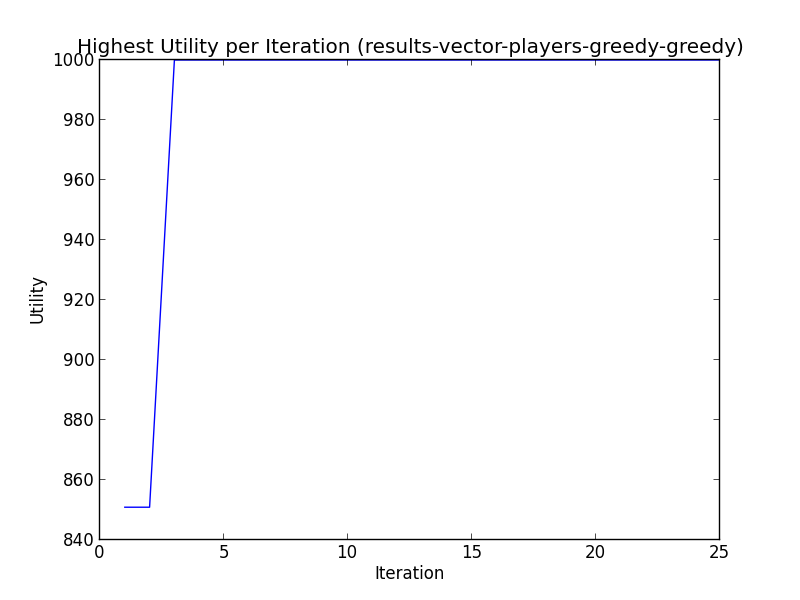 Highest Utility per Iteration (results-vector-players-greedy-greedy)
1000
980
960
940
920
900
880
860
840
Utility
0 5 10 15 20 25
Iteration